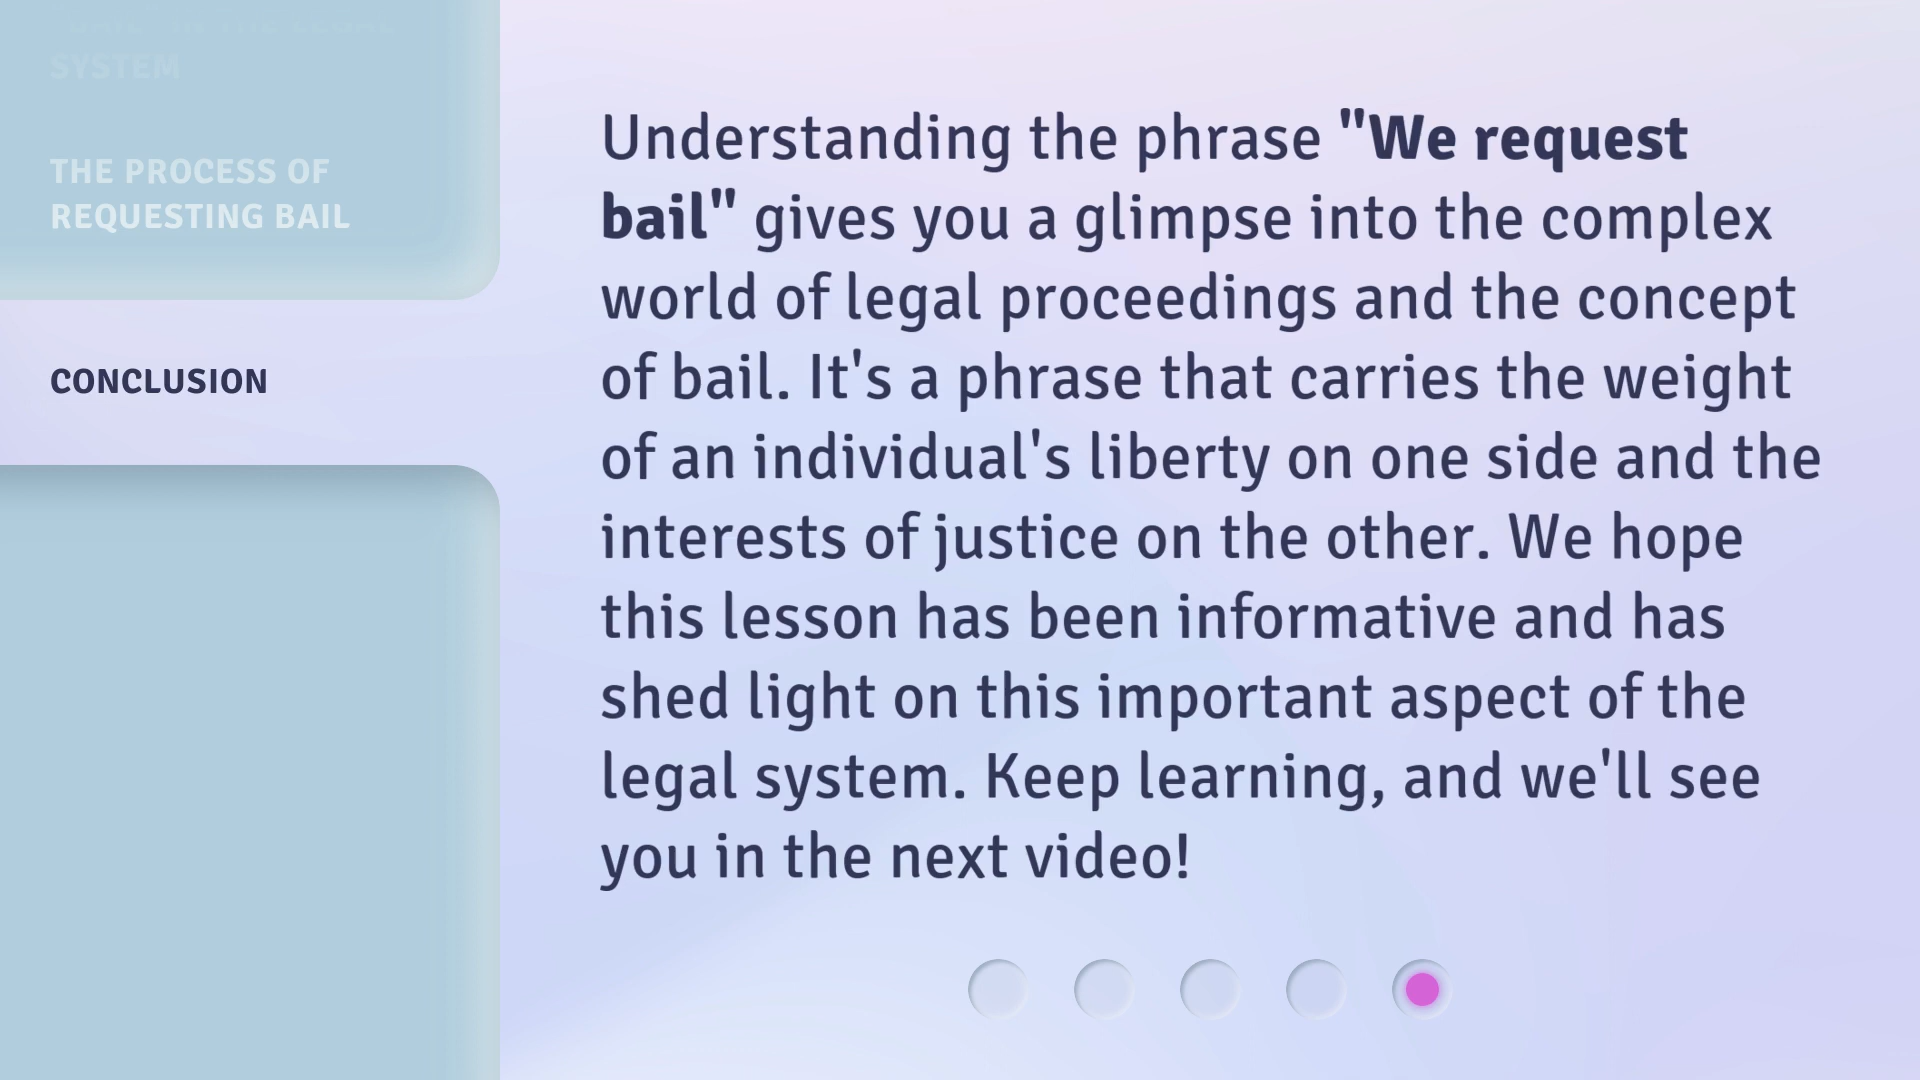 "BAIL" IN THE LEGAL
SYSTEM
THE PROCESS OF
REQUESTING BAIL
CONCLUSION
Understanding the phrase "We request
bail" gives you a glimpse into the complex
world of legal proceedings and the concept
of bail. It's a phrase that carries the weight
of an individual's liberty on one side and the
interests of justice on the other. We hope
this lesson has been informative and has
shed light on this important aspect of the
legal system. Keep learning, and we'll see
you in the next video!